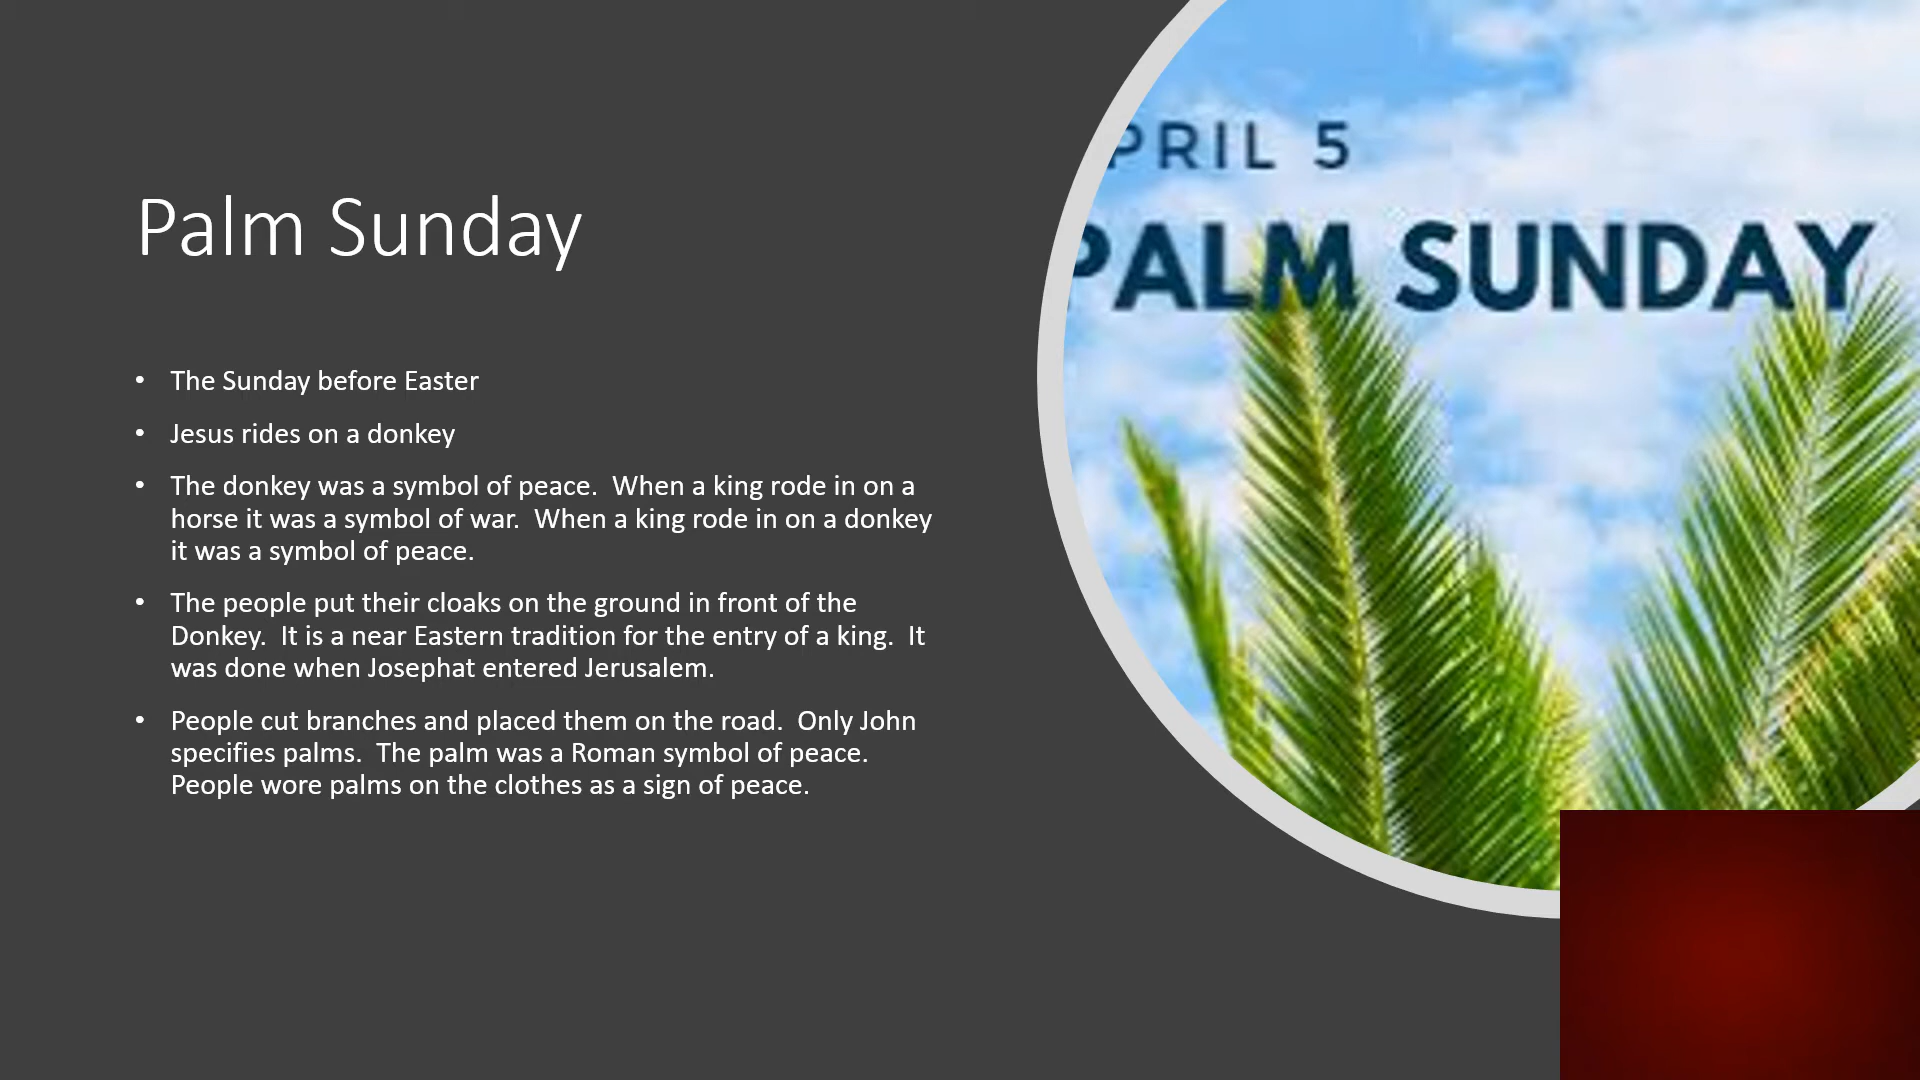 Palm Sunday
• The Sunday before Easter
• Jesus rides on a donkey
• The donkey was a symbol of peace.  When a king rode in on a
horse it was a symbol of war.  When a king rode in on a donkey
it was a symbol of peace.
• The people put their cloaks on the ground in front of the
Donkey.  It is a near Eastern tradition for the entry of a king.  It
was done when Josephat entered Jerusalem.
• People cut branches and placed them on the road.  Only John
specifies palms.  The palm was a Roman symbol of peace.
People wore palms on the clothes as a sign of peace.
PRIL 5
PALM SUNDAY